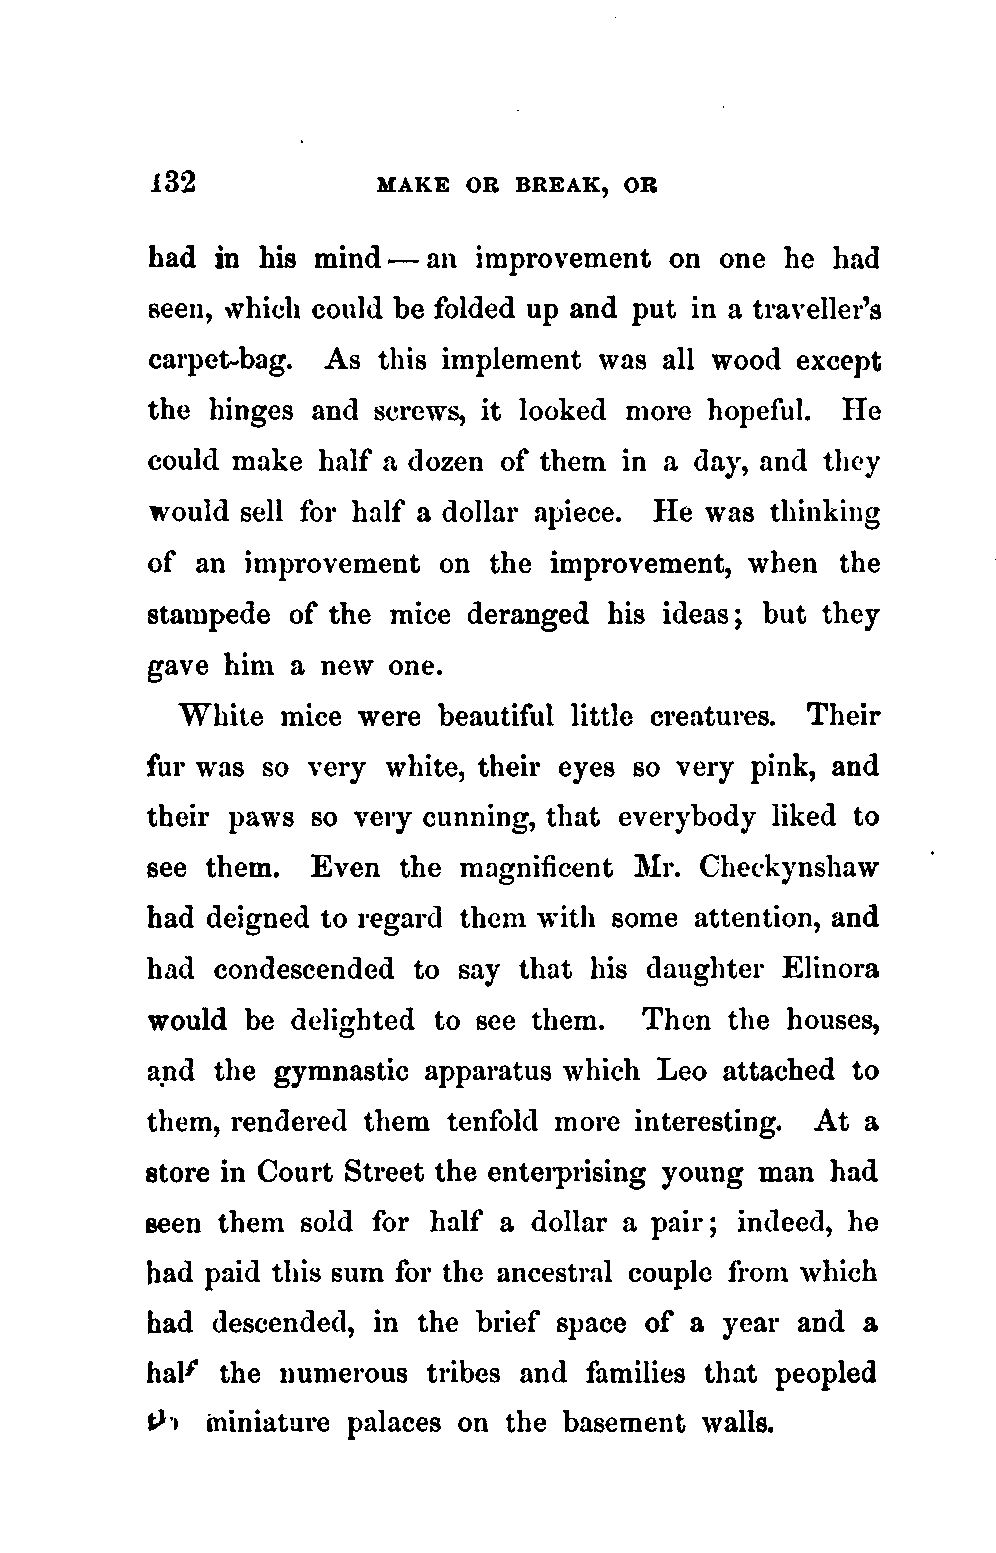 132 MAKE OR BREAK, OR
had in his mind — an improvement on one he had
seen, which could be folded up and put in a traveller's
carpet-bag. As this implement was all wood except
the hinges and screws, it looked more hopeful. He
could make half a dozen of them in a day, and they
would sell for half a dollar apiece. He was thinking
of an improvement on the improvement, when the
stampede of the mice deranged his ideas; but they
gave him a new one.
White mice were beautiful little creatures. Their
fur was so very white, their eyes so very pink, and
their paws so very cunning, that everybody liked to
see them. Even the magnificent Mr. Checkynshaw
had deigned to regard them with some attention, and
had condescended to say that his daughter Elinora
would be delighted to see them. Then the houses,
and the gymnastic apparatus which Leo attached to
them, rendered them tenfold more interesting. At a
store in Court Street the enterprising young man had
seen them sold for half a dollar a pair; indeed, he
had paid this sum for the ancestral couple from which
had descended, in the brief space of a year and a
half the numerous tribes and families that peopled
miniature palaces on the basement walls.